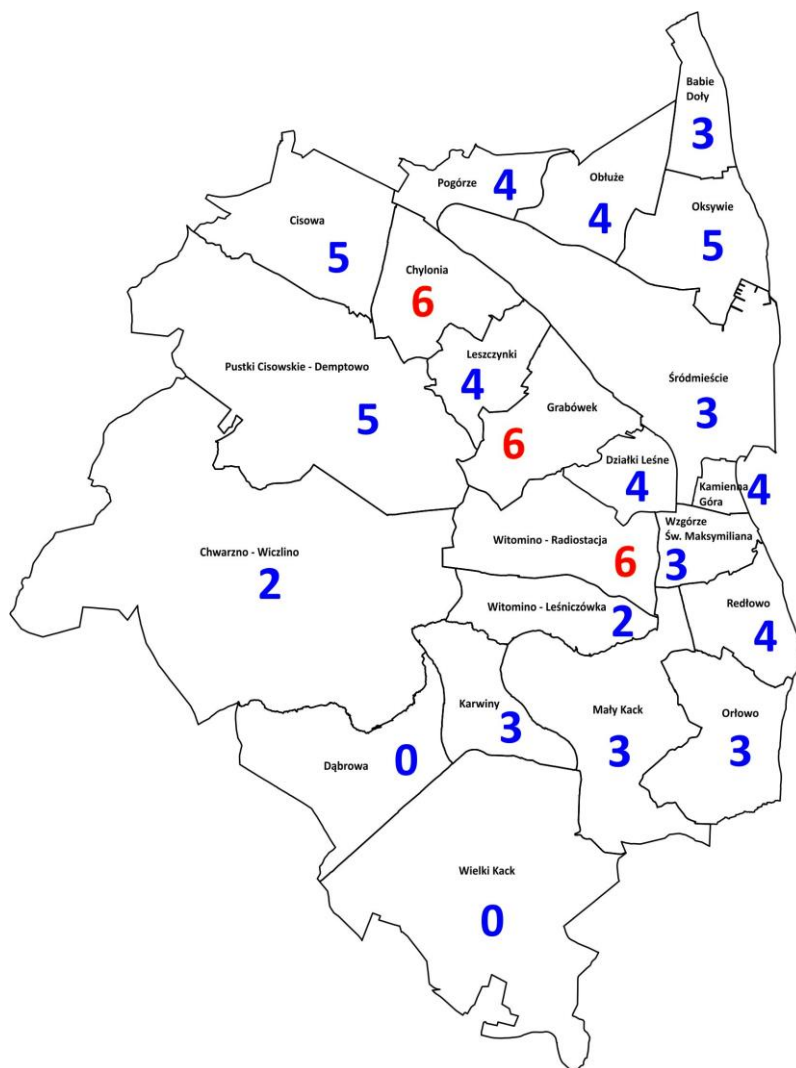 Babie
Doły
3
Pogórze
4
Obłuże
4
Oksywie
5
Cisowa
5
Chylonia
6
Leszczynki
4
Pustki Cisowskie - Demptowo
5
Śródmieście
3
Grabówek
6
Działki Leśne
4
Kamienna
Góra
4
Wzgórze
Św. Maksymiliana
3
Witomino - Radiostacja
6
Chwarzno - Wiczlino
2
Witomino - Leśniczówka
2
Redłowo
4
Karwiny
3
Mały Kack
3
Orłowo
3
Dąbrowa
0
Wielki Kack
0